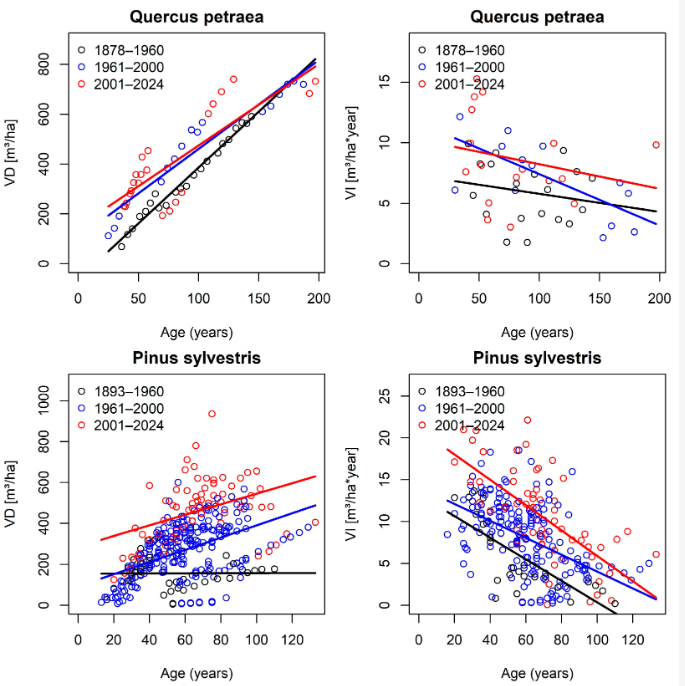 Quercus petraea
VD [m³/ha]
800
600
400
200
0
1878–1960
1961–2000
2001–2024
0 50 100 150 200
Age (years)
Quercus petraea
VI [m³/ha*year]
15
10
5
0
1878–1960
1961–2000
2001–2024
0 50 100 150 200
Age (years)
Pinus sylvestris
VD [m³/ha]
1000
800
600
400
200
0
1893–1960
1961–2000
2001–2024
0 20 40 60 80 100 120
Age (years)
Pinus sylvestris
VI [m³/ha*year]
25
20
15
10
5
0
1893–1960
1961–2000
2001–2024
0 20 40 60 80 100 120
Age (years)